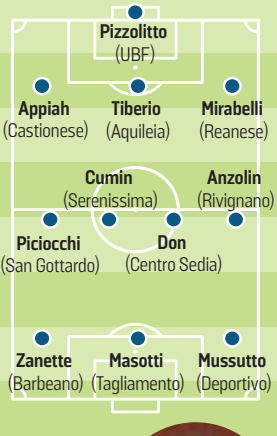 Pizzolitto
(UBF)
Appiah
(Castionese)
Tiberio
(Aquileia)
Mirabelli
(Reanese)
Cumin
(Serenissima)
Anzolin
(Rivignano)
Piciocchi
(San Gottardo)
Don
(Centro Sedia)
Zanette
(Barbeano)
Masotti
(Tagliamento)
Mussutto
(Deportivo)